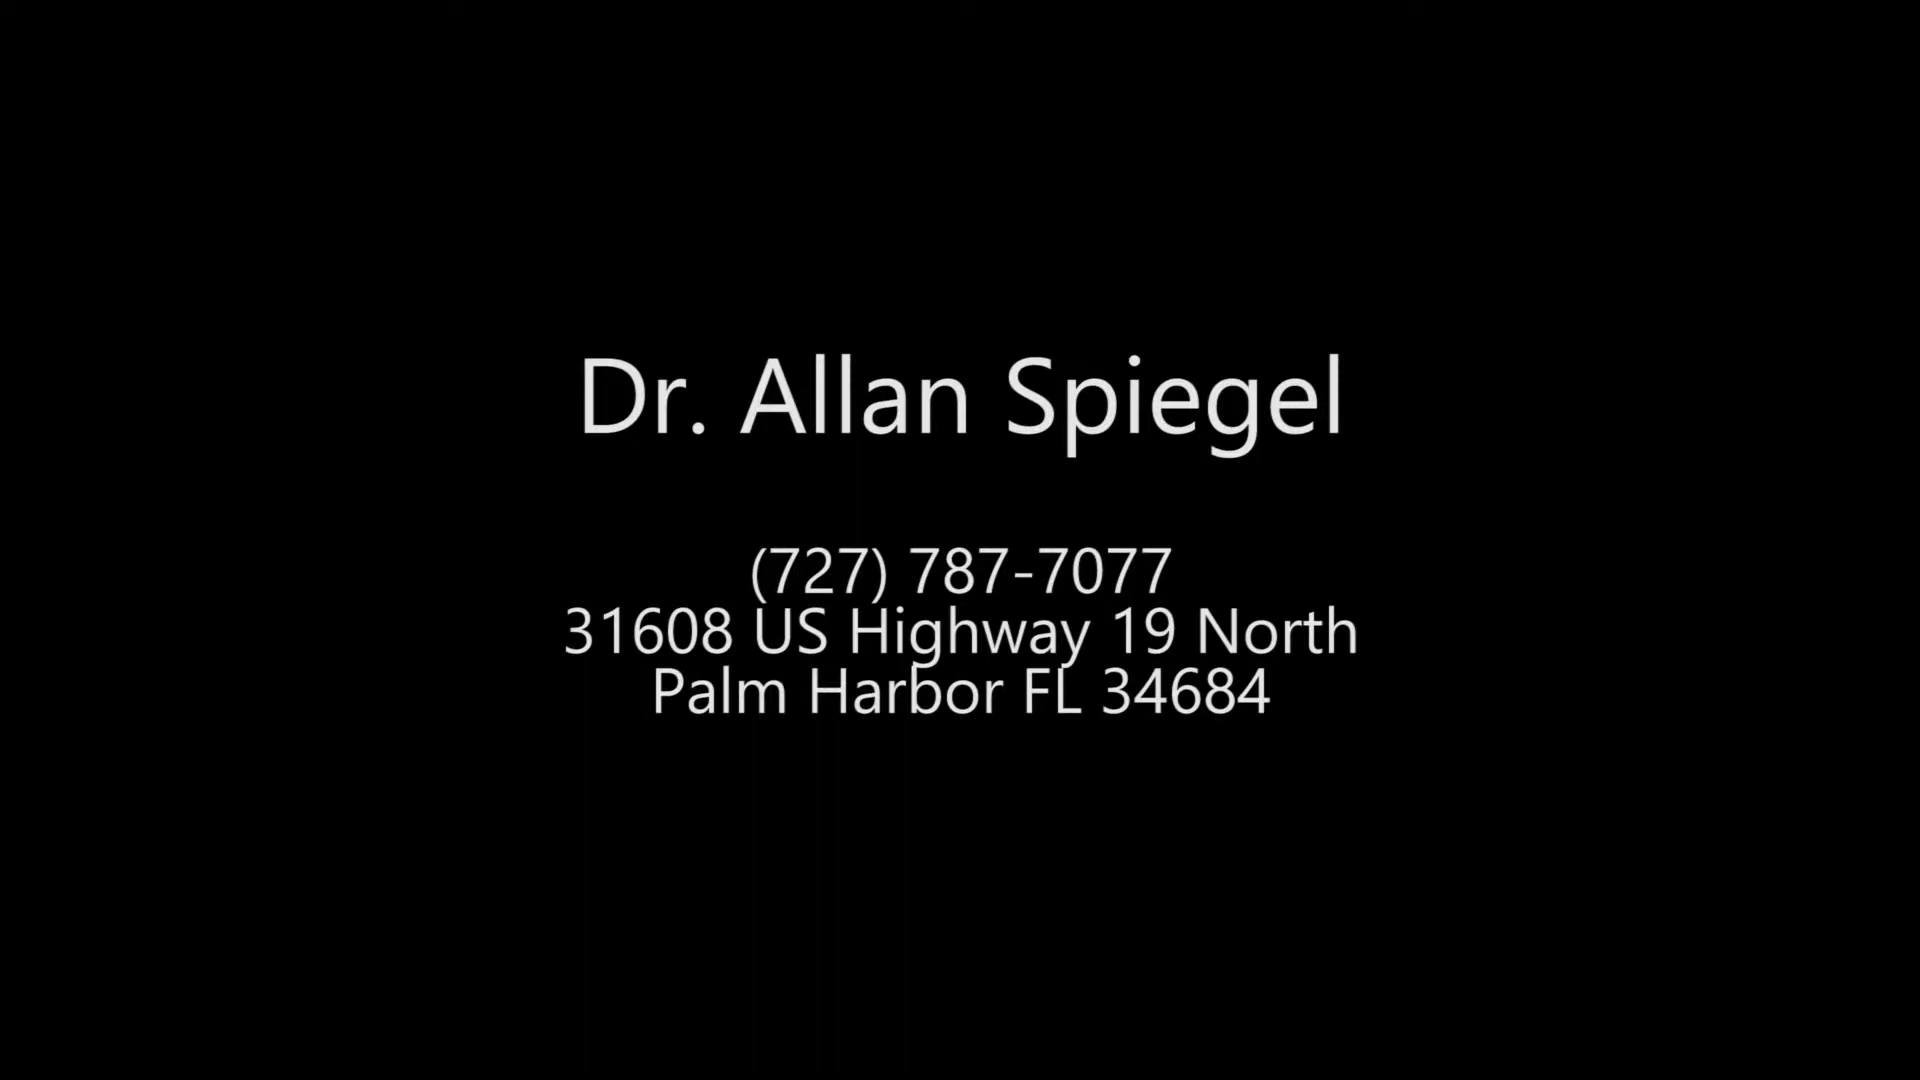 Dr. Allan Spiegel
(727) 787-7077
31608 US Highway 19 North
Palm Harbor FL 34684